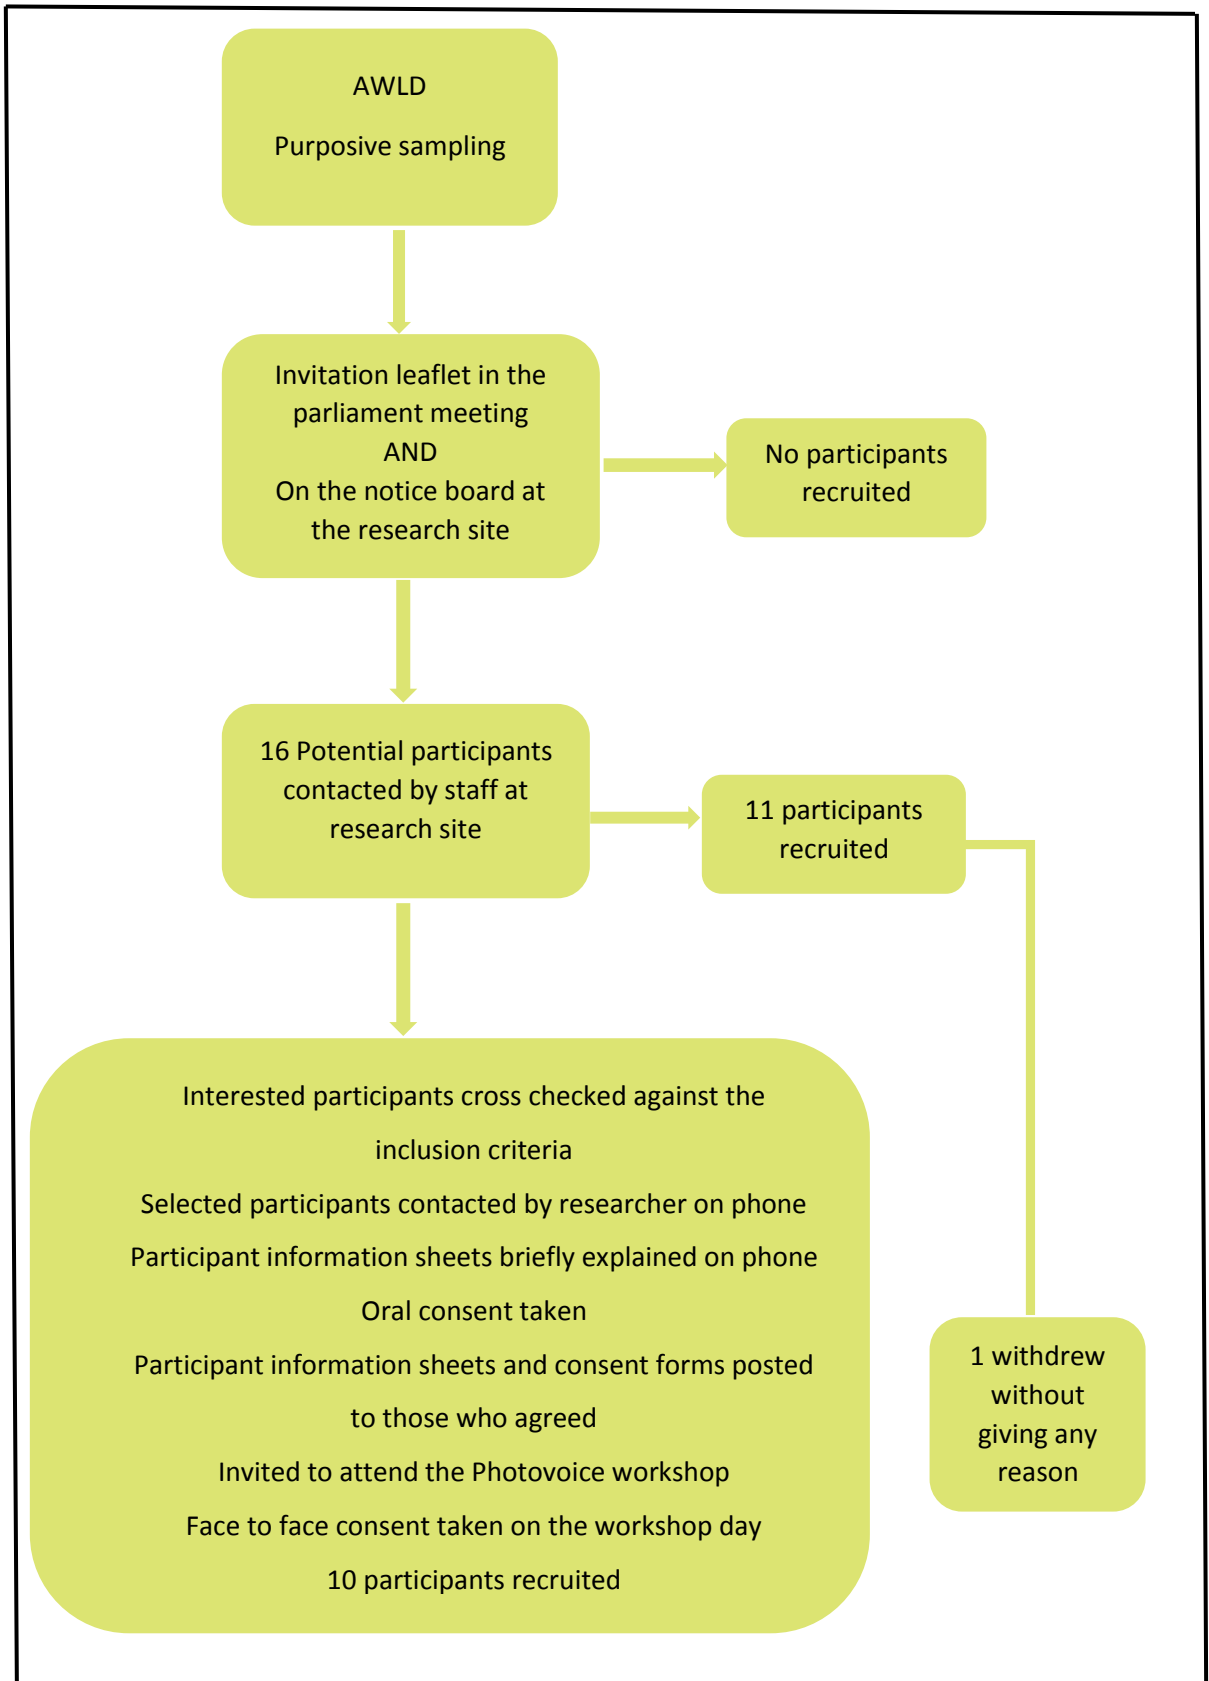 AWLD
Purposive sampling
Invitation leaflet in the
parliament meeting
AND
On the notice board at
the research site
No participants
recruited
16 Potential participants
contacted by staff at
research site
11 participants
recruited
Interested participants cross checked against the
inclusion criteria
Selected participants contacted by researcher on phone
Participant information sheets briefly explained on phone
Oral consent taken
Participant information sheets and consent forms posted
to those who agreed
Invited to attend the Photovoice workshop
Face to face consent taken on the workshop day
10 participants recruited
1 withdrew
without
giving any
reason